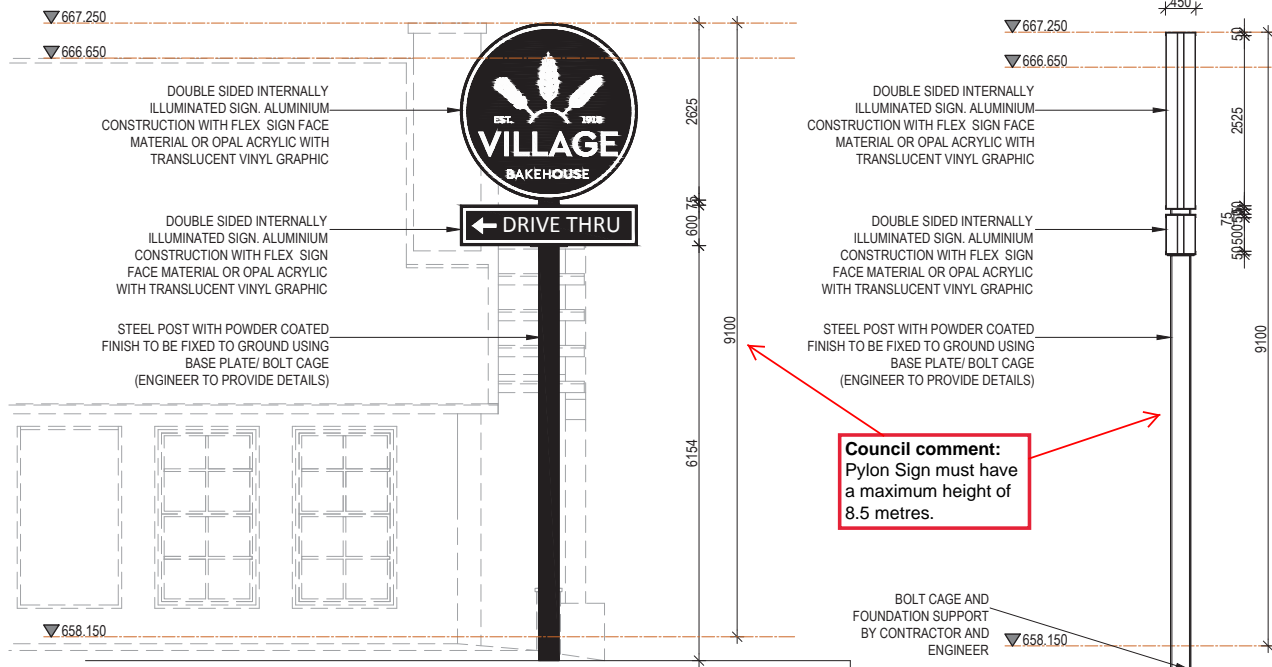 667.250
666.650
DOUBLE SIDED INTERNALLY
ILLUMINATED SIGN. ALUMINIUM
CONSTRUCTION WITH FLEX SIGN FACE
MATERIAL OR OPAL ACRYLIC WITH
TRANSLUCENT VINYL GRAPHIC
EST. 1918
VILLAGE
BAKEHOUSE
← DRIVE THRU
DOUBLE SIDED INTERNALLY
ILLUMINATED SIGN. ALUMINIUM
CONSTRUCTION WITH FLEX SIGN
FACE MATERIAL OR OPAL ACRYLIC
WITH TRANSLUCENT VINYL GRAPHIC
STEEL POST WITH POWDER COATED
FINISH TO BE FIXED TO GROUND USING
BASE PLATE/ BOLT CAGE
(ENGINEER TO PROVIDE DETAILS)
658.150
2625
75
600
6154
9100
Council comment:
Pylon Sign must have
a maximum height of
8.5 metres.
450
667.250
666.650
DOUBLE SIDED INTERNALLY
ILLUMINATED SIGN. ALUMINIUM
CONSTRUCTION WITH FLEX SIGN FACE
MATERIAL OR OPAL ACRYLIC WITH
TRANSLUCENT VINYL GRAPHIC
DOUBLE SIDED INTERNALLY
ILLUMINATED SIGN. ALUMINIUM
CONSTRUCTION WITH FLEX SIGN
FACE MATERIAL OR OPAL ACRYLIC
WITH TRANSLUCENT VINYL GRAPHIC
STEEL POST WITH POWDER COATED
FINISH TO BE FIXED TO GROUND USING
BASE PLATE/ BOLT CAGE
(ENGINEER TO PROVIDE DETAILS)
BOLT CAGE AND
FOUNDATION SUPPORT
BY CONTRACTOR AND
ENGINEER
658.150
50
2525
75
500
50
9100